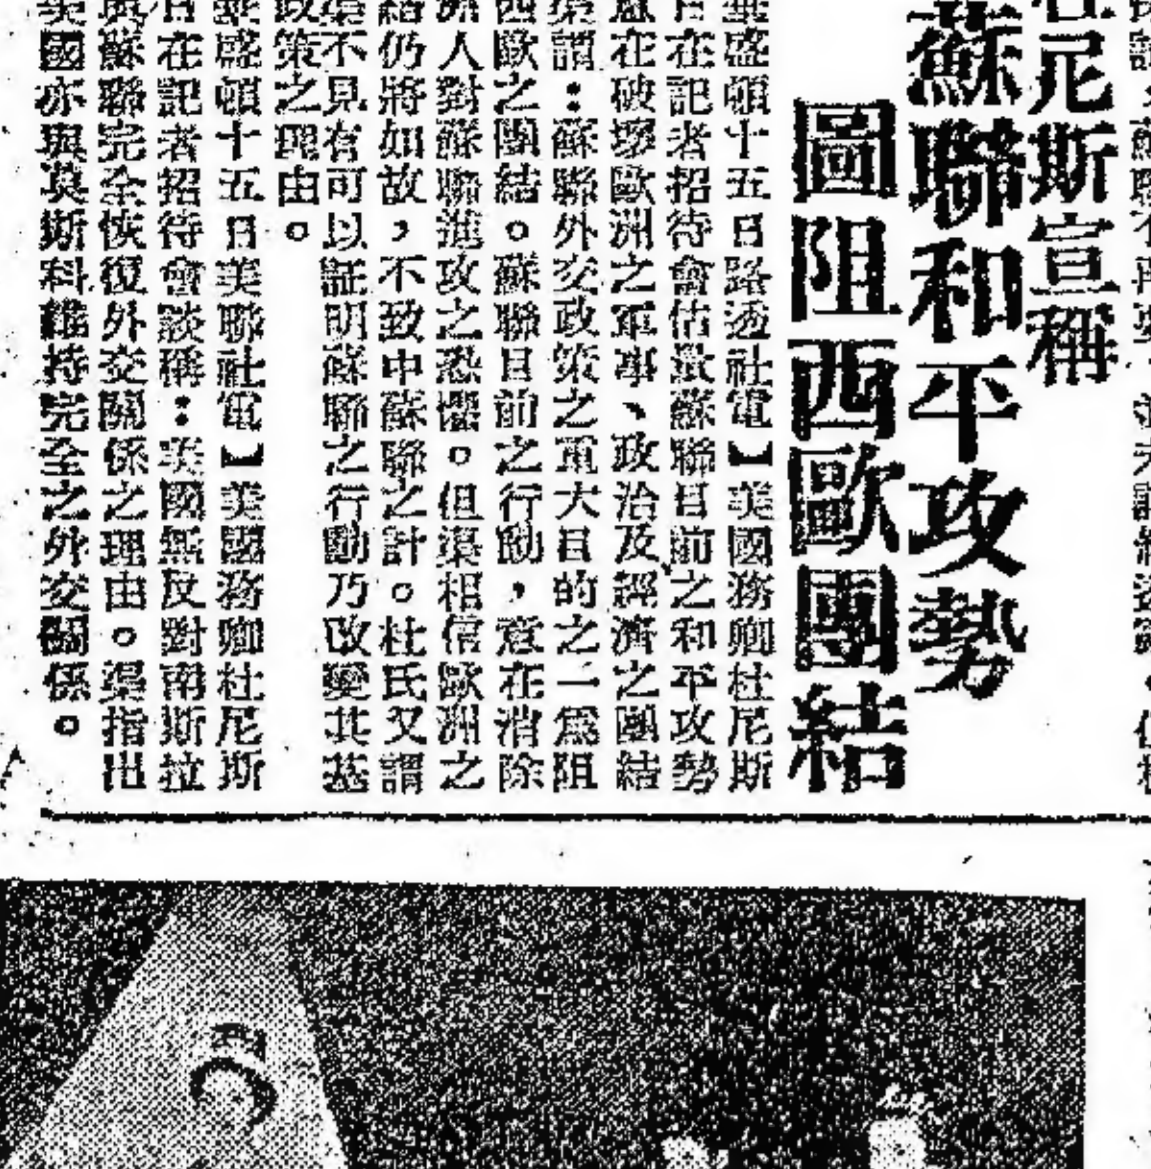 尼斯宣稱
蘇聯和平攻勢
圖阻西歐團結
盛頓十五日路透社電】美國務卿杜尼斯
日在記者招待會估量蘇聯目前之和平攻勢
意在破壞歐洲之軍事、政治及經濟之團結
渠謂：蘇聯外交政策之重大目的之一為阻
西歐之團結。蘇聯目前之行動，意在消除
洲人對蘇聯進攻之恐懼。但渠相信歐洲之
結仍將如故，不致中蘇聯之計。杜氏又謂
渠不見有可以証明蘇聯之行動乃改變其基
政策之理由。
盛頓十五日美聯社電】美國務卿杜尼斯
日在記者招待會談稱：美國無反對南斯拉
與蘇聯完全恢復外交關係之理由。渠指出
美國亦與莫斯科維持完全之外交關係。